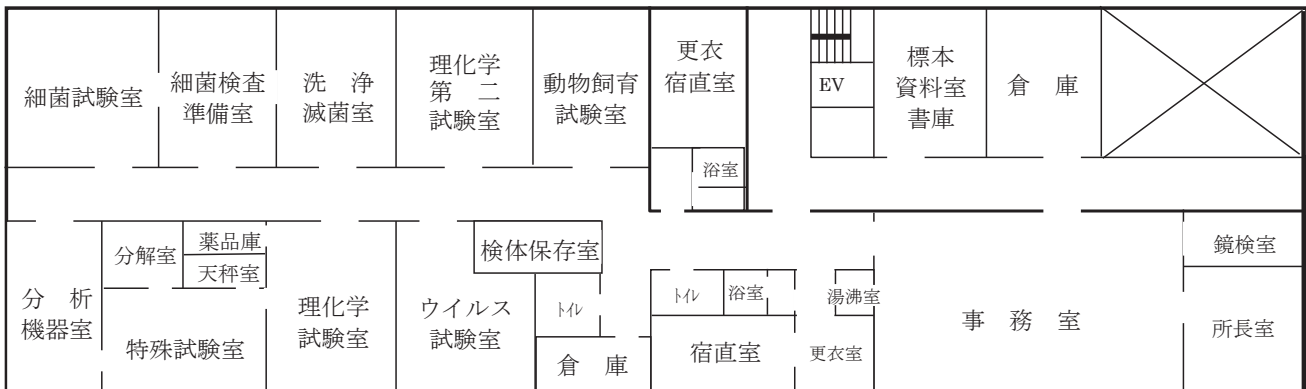 細菌試験室
細菌検査
準備室
洗　浄
滅菌室
理化学
第　二
試験室
動物飼育
試験室
更衣
宿直室
浴室
EV
標本
資料室
書庫
倉　庫
分　析
機器室
分解室
薬品庫
天秤室
特殊試験室
理化学
試験室
ウイルス
試験室
検体保存室
ﾄｲﾚ
倉　庫
ﾄｲﾚ
浴室
宿直室
湯沸室
更衣室
事　務　室
鏡検室
所長室